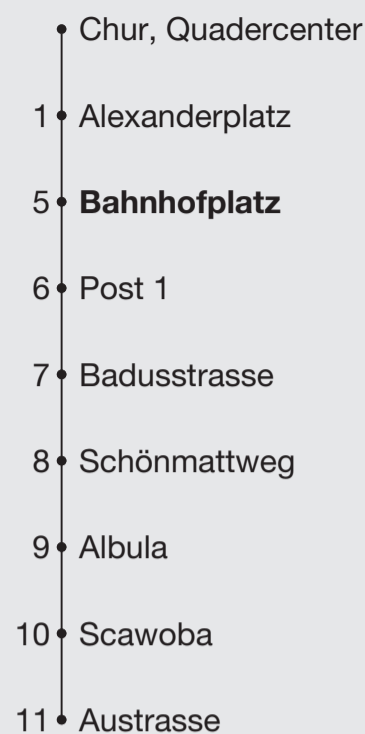 Chur, Quadercenter
1 Alexanderplatz
5 Bahnhofplatz
6 Post 1
7 Badusstrasse
8 Schönmattweg
9 Albula
10 Scawoba
11 Austrasse